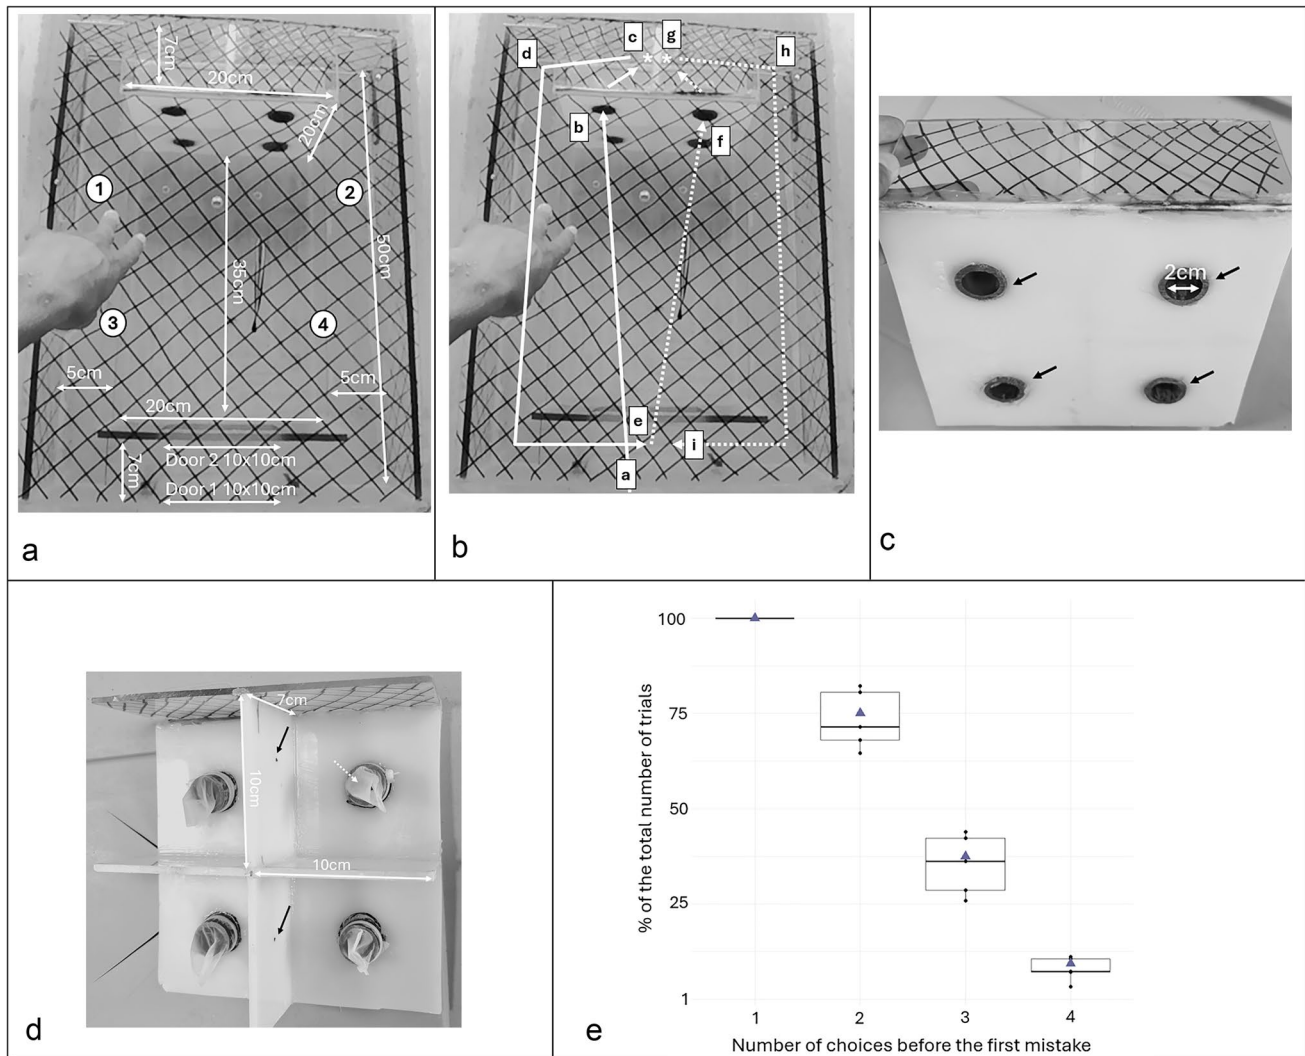 7cm
20cm
20cm
1
2
35cm
50cm
3
4
5cm
5cm
20cm
Door 2 10x10cm
7cm
Door 1 10x10cm
a
c
g
d
h
* *
b
f
e
i
a
b
2cm
c
7cm
10cm
10cm
d
100
75
50
25
1
% of the total number of trials
1 2 3 4
Number of choices before the first mistake
e